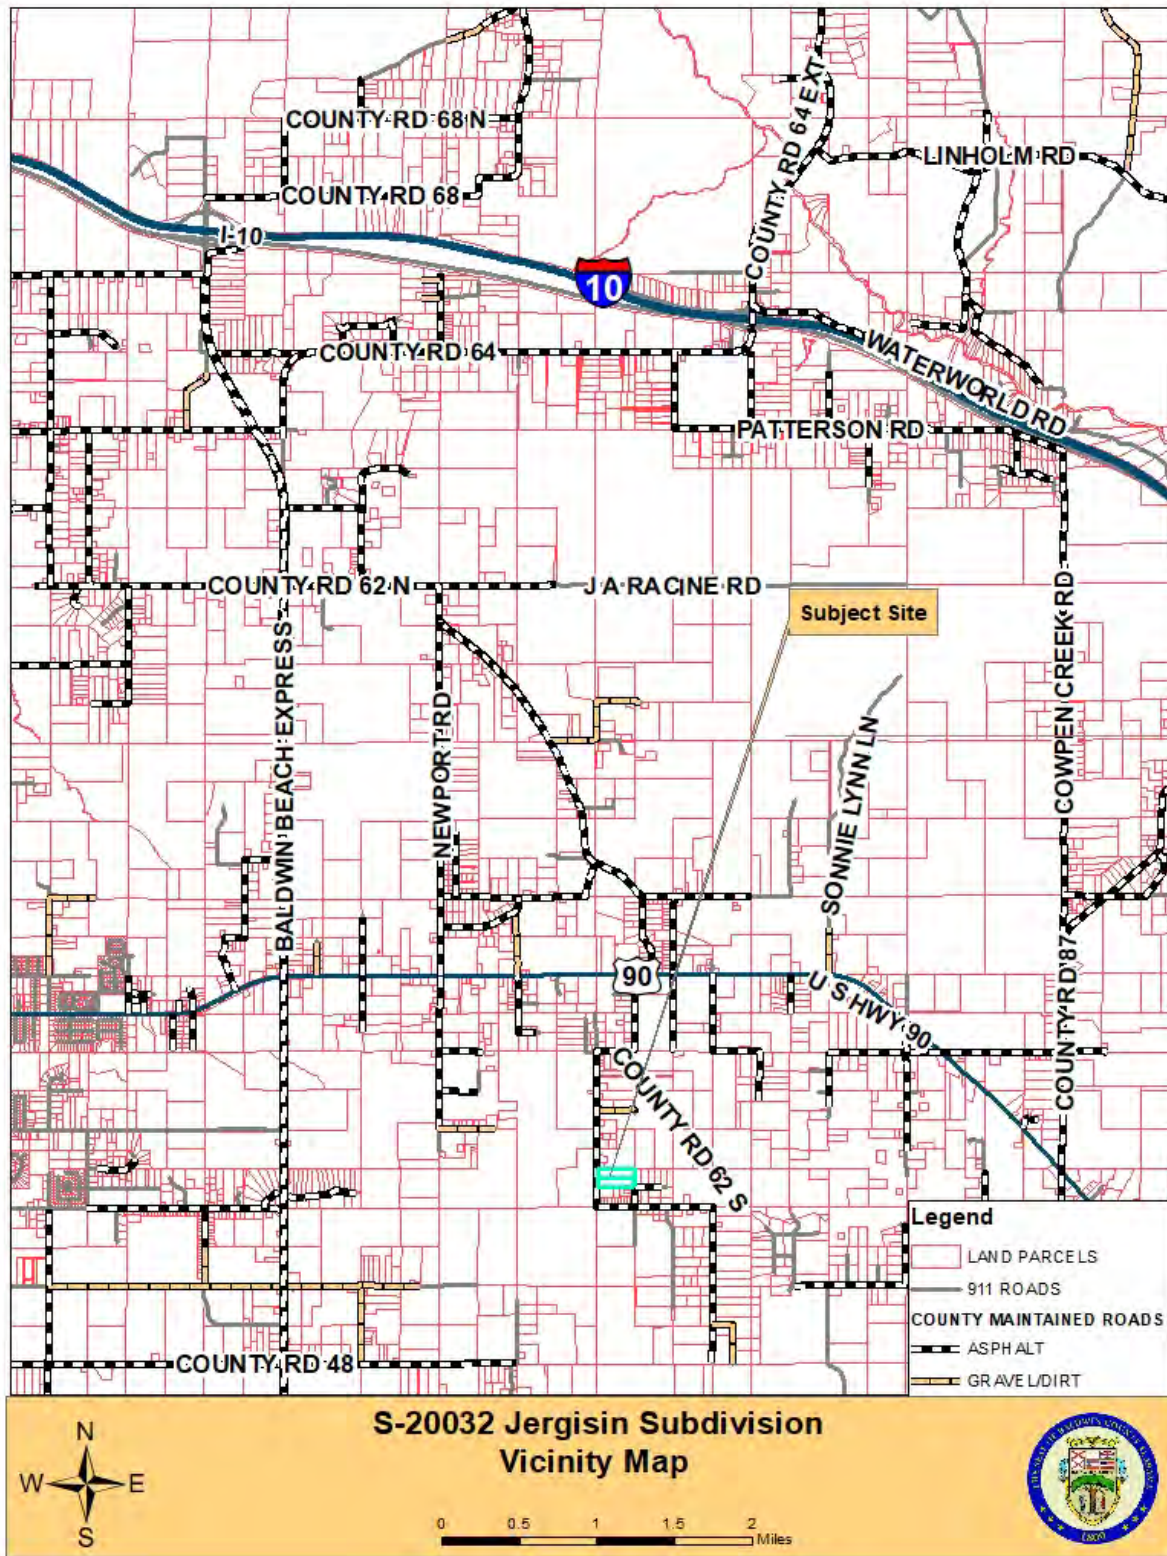 COUNTY RD 64 EXT
COUNTY RD 68 N
LINHOLM RD
COUNTY RD 68
I-10
10
COUNTY RD 64
WATERWORLD RD
PATTERSON RD
COUNTY RD 62 N
J A RACINE RD
Subject Site
COWPEN CREEK RD
BALDWIN BEACH EXPRESS
NEWPORT RD
SONNIE LYNN LN
90
U S HWY 90
COUNTY RD 87
COUNTY RD 62 S
Legend
LAND PARCELS
911 ROADS
COUNTY MAINTAINED ROADS
ASPHALT
GRAVEL/DIRT
COUNTY RD 48
S-20032 Jergisin Subdivision
Vicinity Map
N
W E
S
0 0.5 1 2
Miles
1809